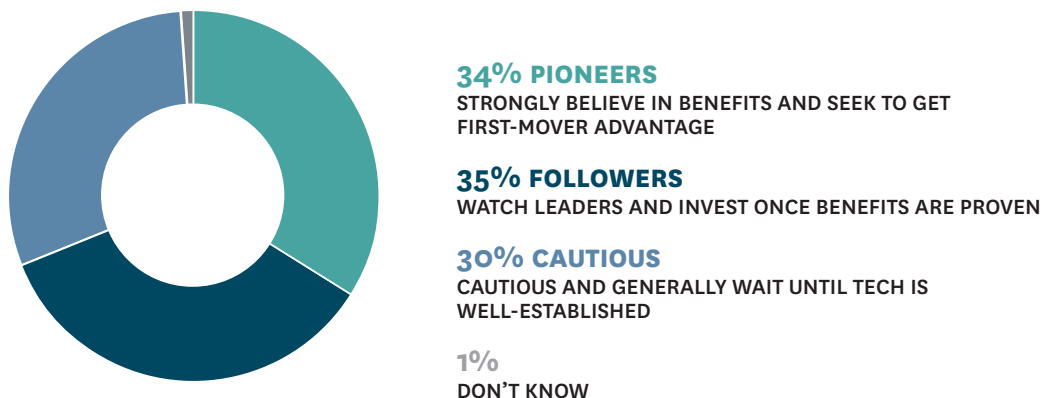 34% PIONEERS
STRONGLY BELIEVE IN BENEFITS AND SEEK TO GET
FIRST-MOVER ADVANTAGE
35% FOLLOWERS
WATCH LEADERS AND INVEST ONCE BENEFITS ARE PROVEN
30% CAUTIOUS
CAUTIOUS AND GENERALLY WAIT UNTIL TECH IS
WELL-ESTABLISHED
1%
DON’T KNOW